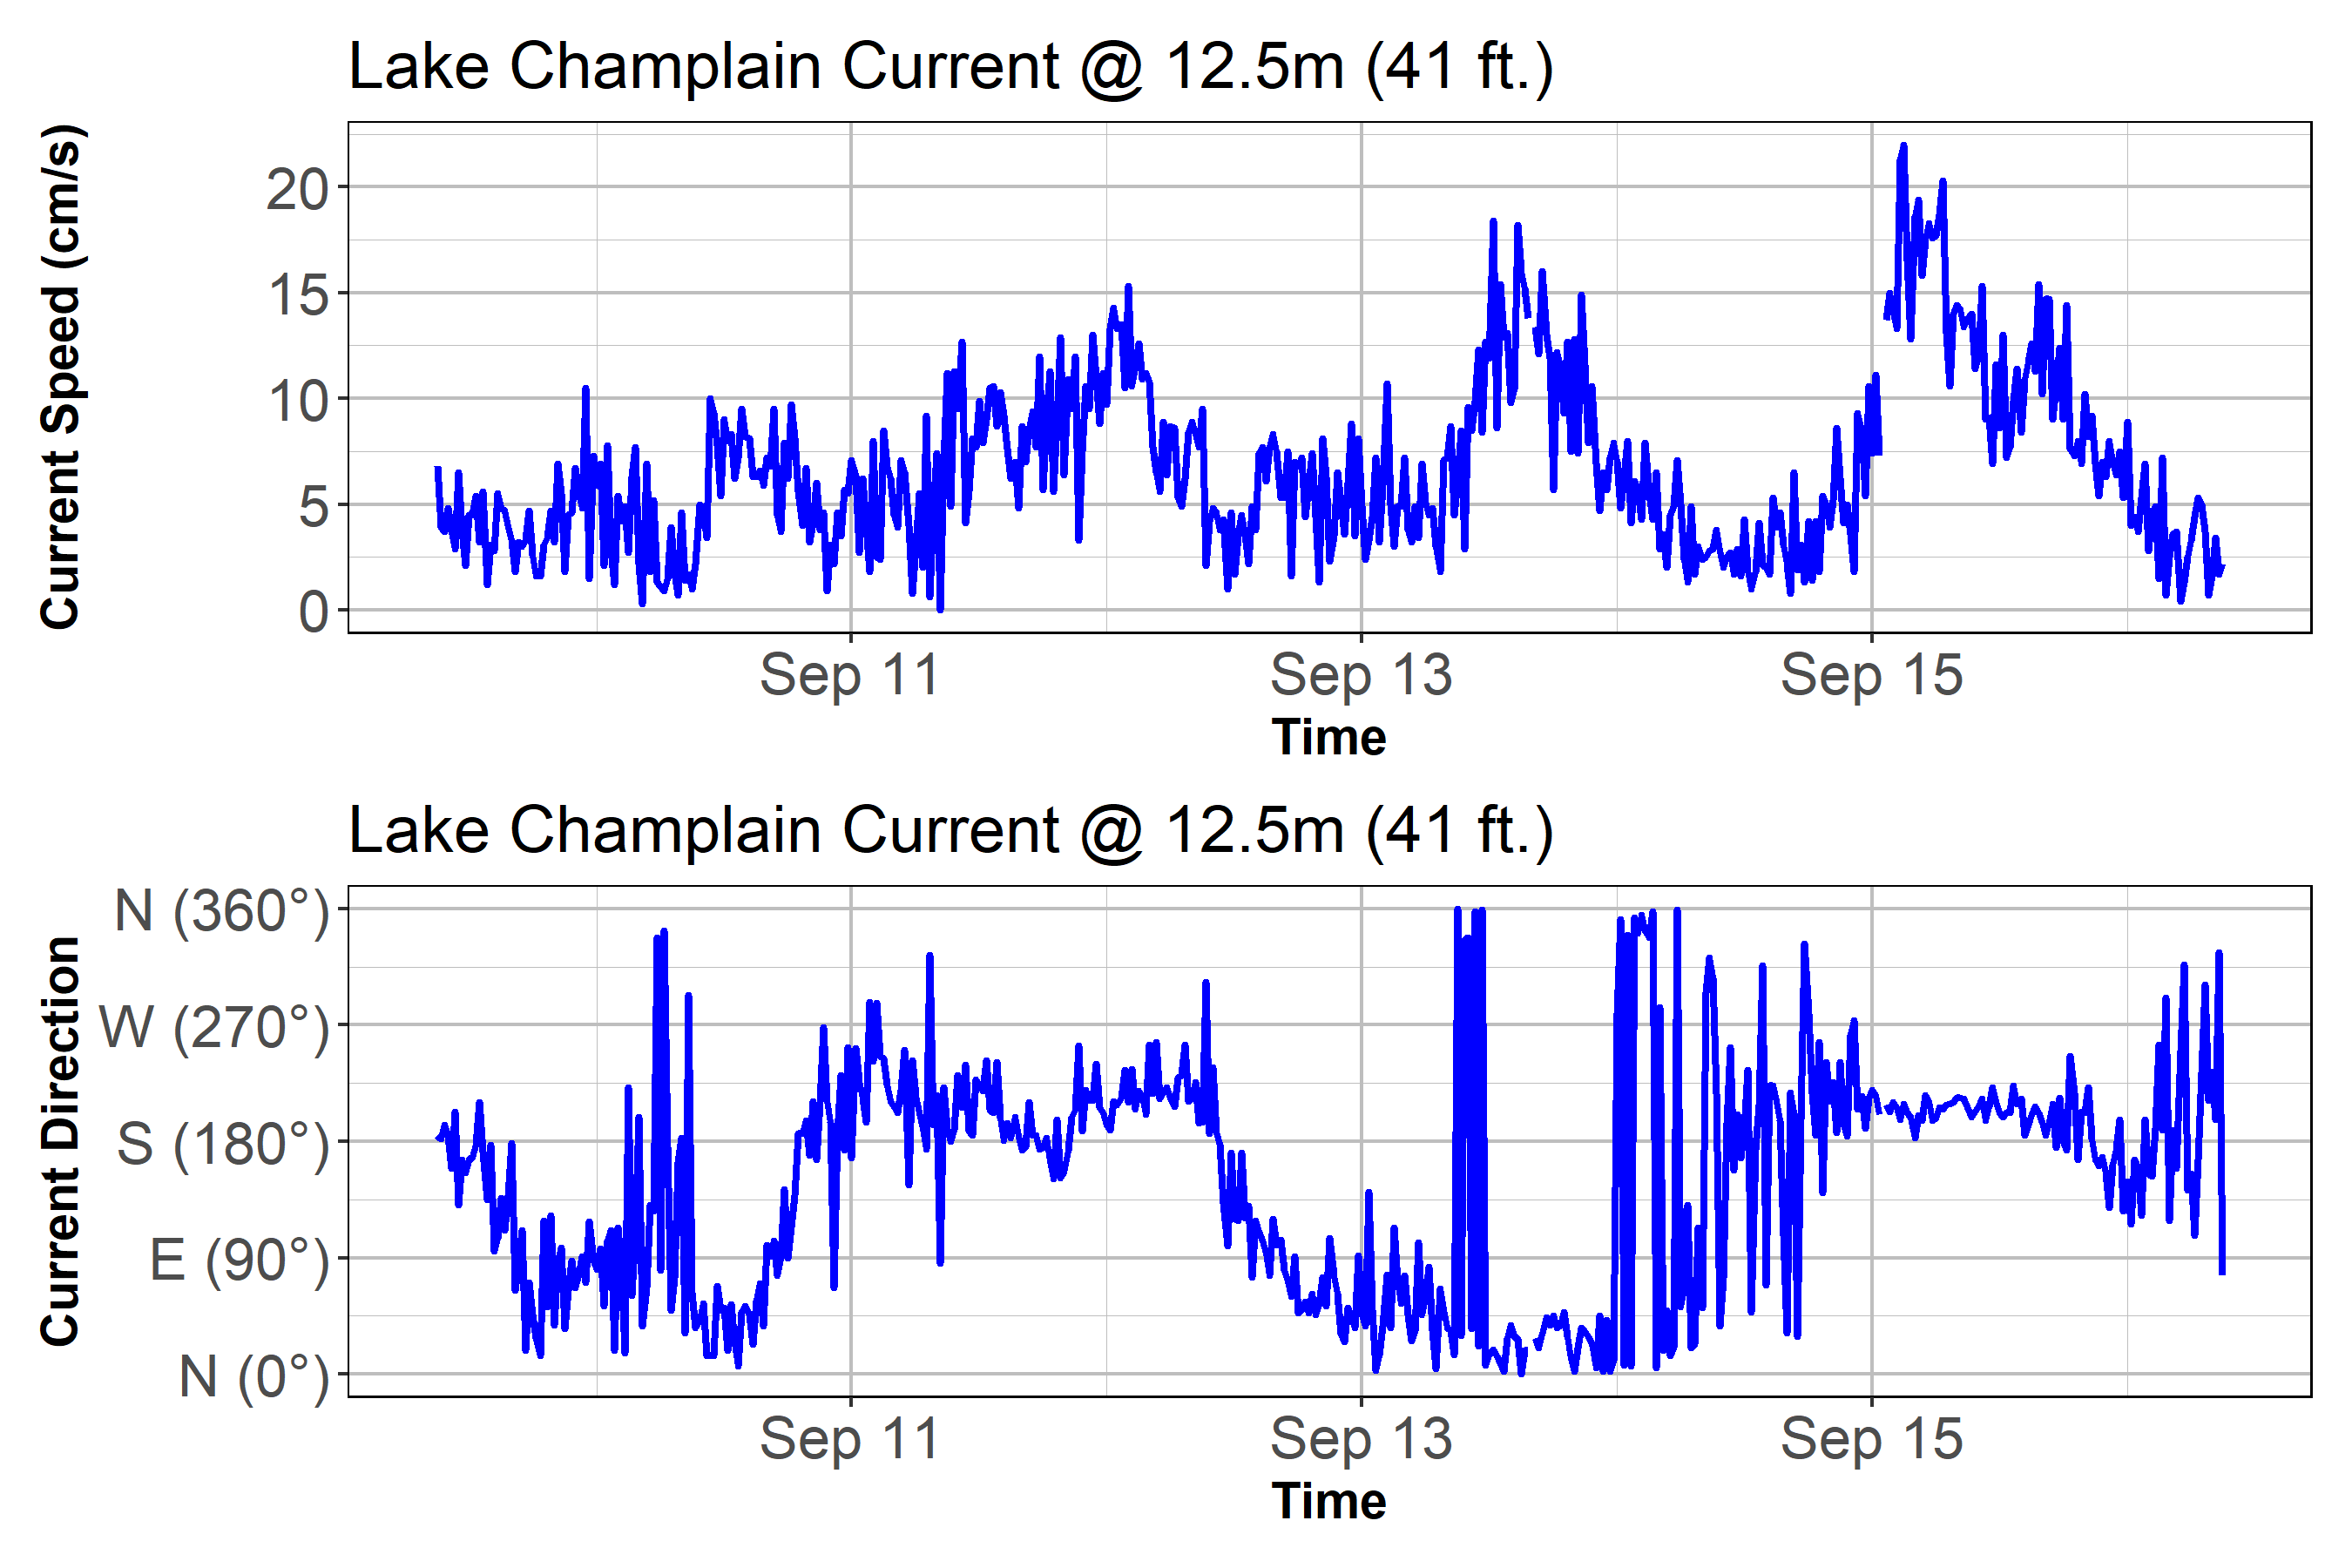 Lake Champlain Current @ 12.5m (41 ft.)
Current Speed (cm/s)
20
15
10
5
0
Sep 11 Sep 13 Sep 15
Time
Lake Champlain Current @ 12.5m (41 ft.)
Current Direction
N (360°)
W (270°)
S (180°)
E (90°)
N (0°)
Sep 11 Sep 13 Sep 15
Time